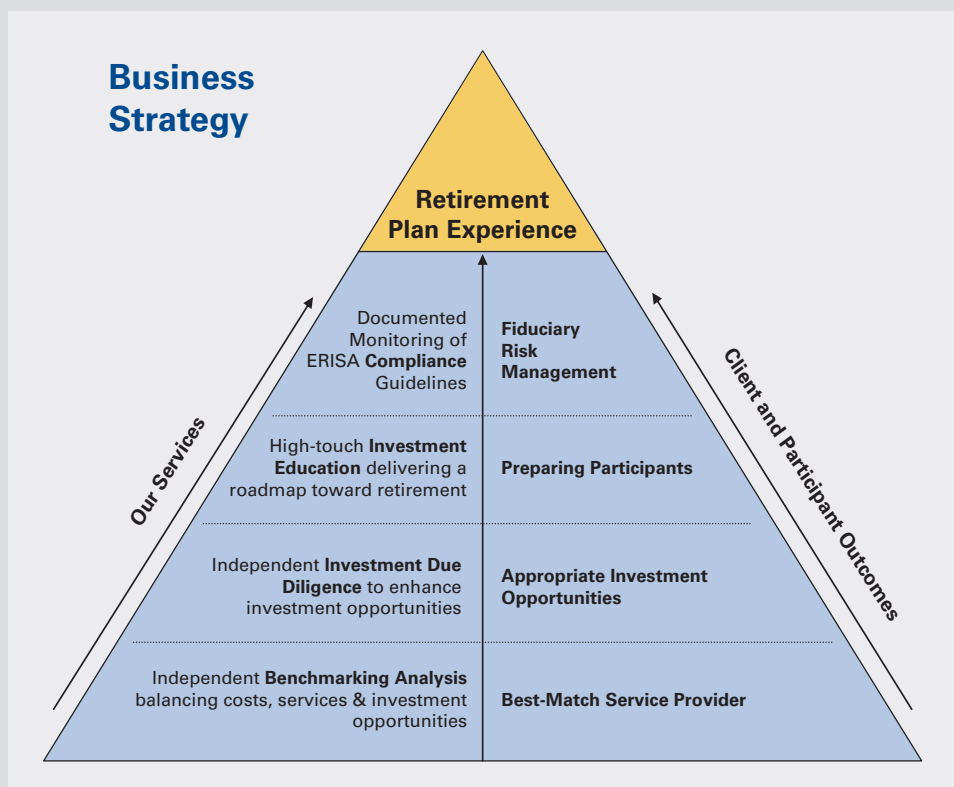 Business
Strategy
Retirement
Plan Experience
Documented
Monitoring of
ERISA Compliance
Guidelines
Fiduciary
Risk
Management
High-touch Investment
Education delivering a
roadmap toward retirement
Preparing Participants
Independent Investment Due
Diligence to enhance
investment opportunities
Appropriate Investment
Opportunities
Independent Benchmarking Analysis
balancing costs, services & investment
opportunities
Best-Match Service Provider
Our Services
Client and Participant Outcomes